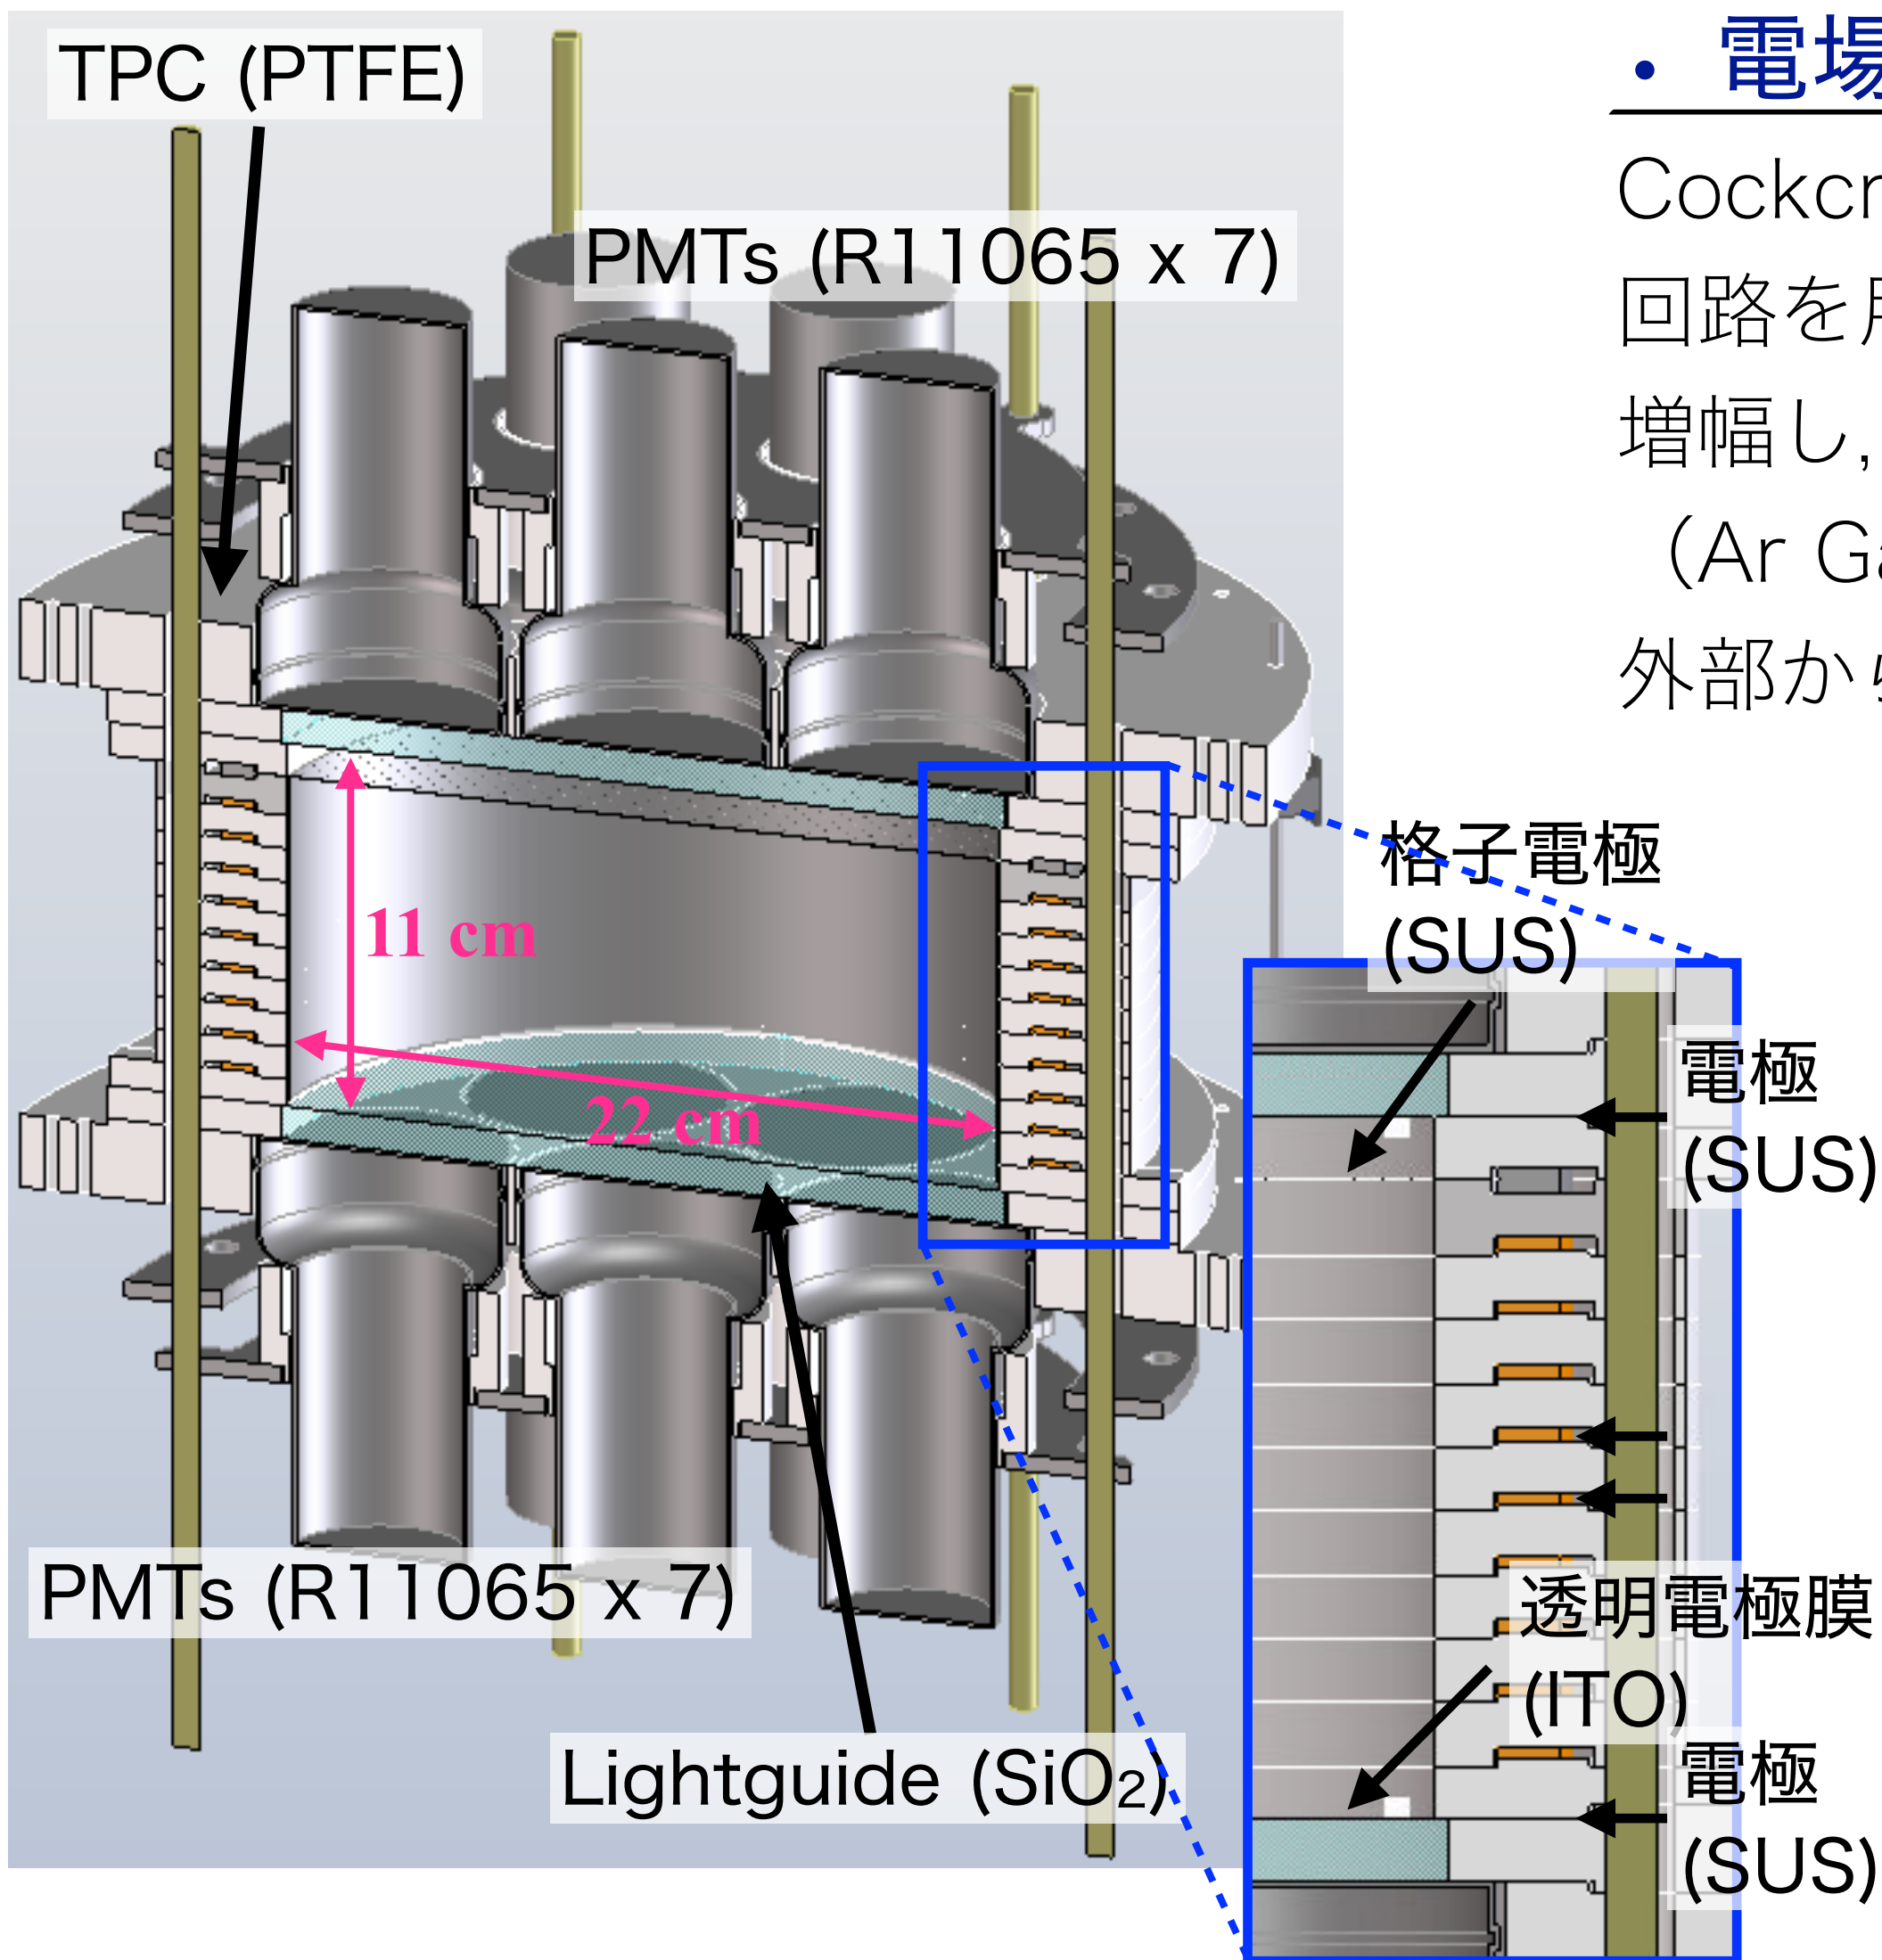 TPC (PTFE)
PMTs (R11065 x 7)
11 cm
22 cm
PMTs (R11065 x 7)
Lightguide (SiO₂)
・電場
Cockcr
回路を
増幅し,
（Ar Ga
外部から
格子電極
(SUS)
電極
(SUS)
透明電極膜
(ITO)
電極
(SUS)